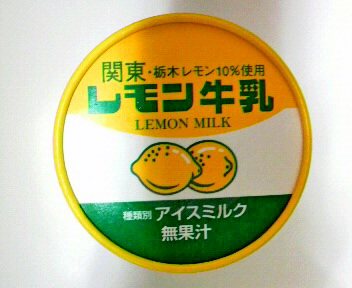 関東・栃木レモン10%使用
レモン牛乳
LEMON MILK
種類別 アイスミルク
無果汁